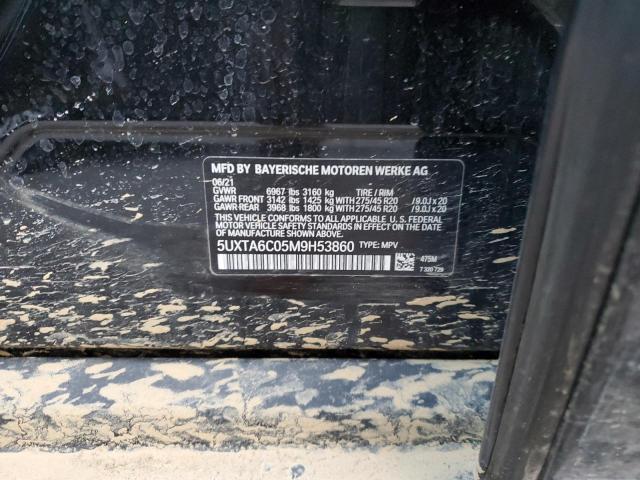 MFD BY BAYERISCHE MOTOREN WERKE AG
06/21
GVWR 6967 lbs 3160 kg TIRE / RIM
GAWR FRONT 3142 lbs 1425 kg WITH 275/45 R20 /9.0J x 20
GAWR REAR 3968 lbs 1800 kg WITH 275/45 R20 /9.0J x 20
THIS VEHICLE CONFORMS TO ALL APPLICABLE U. S. FEDERAL
MOTOR VEHICLE SAFETY STANDARDS IN EFFECT ON THE DATE
OF MANUFACTURE SHOWN ABOVE.
5UXTA6C05M9H53860 TYPE: MPV
475M
7 320 729